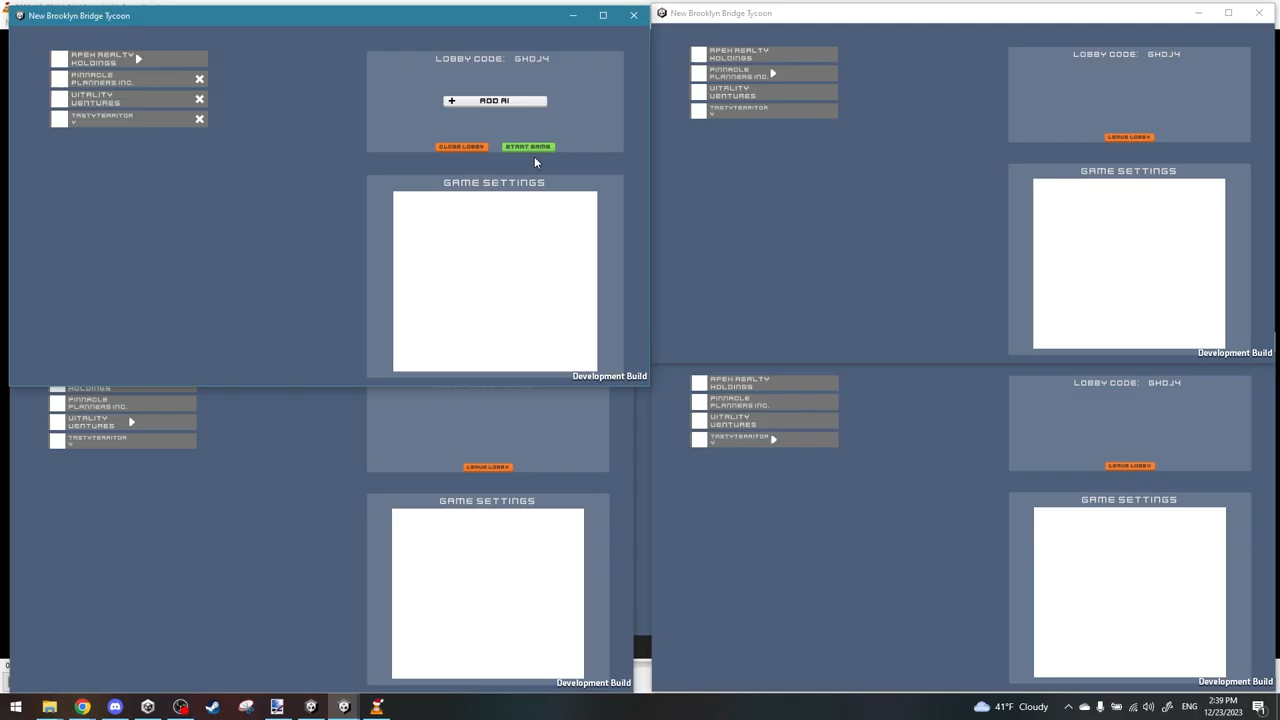 New Brooklyn Bridge Tycoon
APEX REALTY
HOLDINGS
PINNACLE
PLANNERS INC.
VITALITY
VENTURES
TASTYTERRITOR
Y
LOBBY CODE: GHDJ4
+ ADD AI
CLOSE LOBBY START GAME
GAME SETTINGS
Development Build
New Brooklyn Bridge Tycoon
APEX REALTY
HOLDINGS
PINNACLE
PLANNERS INC.
VITALITY
VENTURES
TASTYTERRITOR
Y
LOBBY CODE: GHDJ4
LEAVE LOBBY
GAME SETTINGS
Development Build
HOLDINGS
PINNACLE
PLANNERS INC.
VITALITY
VENTURES
TASTYTERRITOR
Y
LEAVE LOBBY
GAME SETTINGS
Development Build
APEX REALTY
HOLDINGS
PINNACLE
PLANNERS INC.
VITALITY
VENTURES
TASTYTERRITOR
Y
LOBBY CODE: GHDJ4
LEAVE LOBBY
GAME SETTINGS
Development Build
41°F Cloudy
2:39 PM
12/23/2023